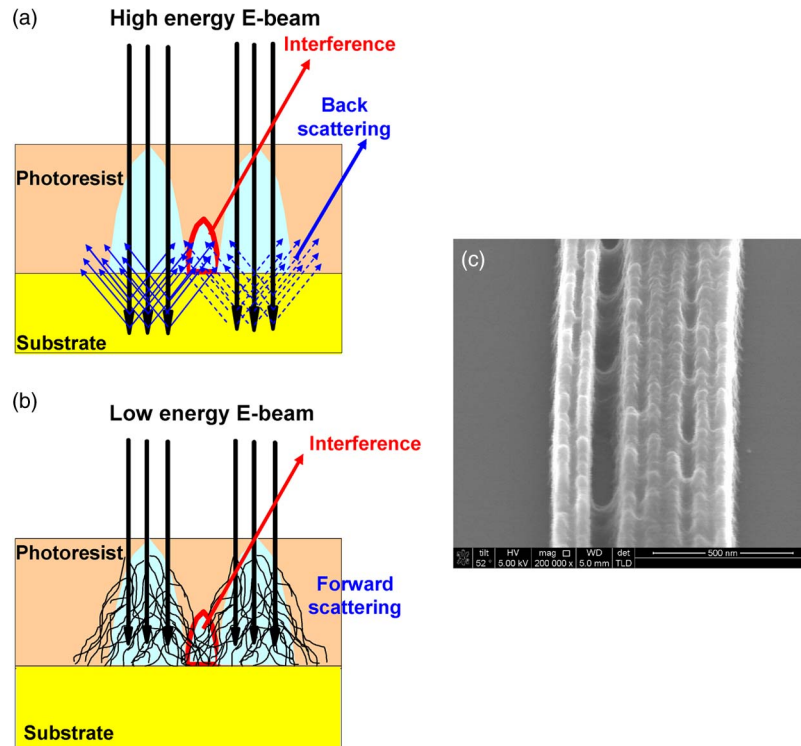 (a)
High energy E-beam
Interference
Back
scattering
Photoresist
Substrate
(b)
Low energy E-beam
Interference
Photoresist
Forward
scattering
Substrate
(c)
tilt HV mag WD det 500 nm
52 ° 5.00 kV 200 000 x 5.0 mm TLD